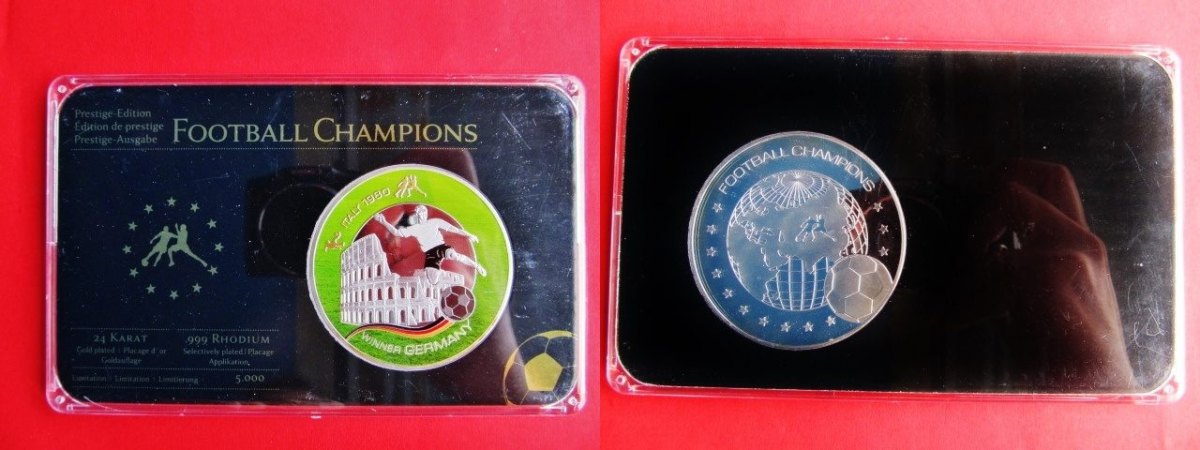 Prestige-Edition
Édition de prestige
Prestige-Ausgabe
FOOTBALL CHAMPIONS
ITALY 1980
WINNER GERMANY
24 KARAT
Gold plated | Placage d'or
Goldauflage
.999 RHODIUM
Selectively plated | Placage
Applikation
Limitation · Limitation · Limitierung
5.000
FOOTBALL CHAMPIONS